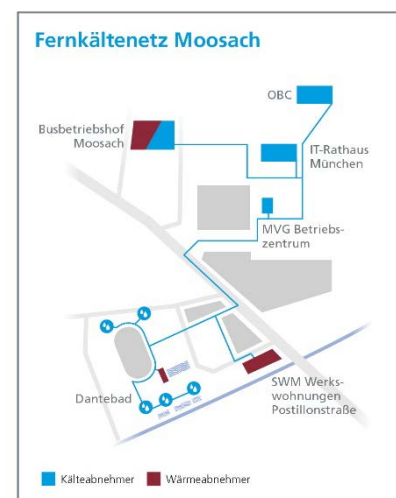 Fernkältenetz Moosach
OBC
Busbetriebshof
Moosach
IT-Rathaus
München
MVG Betriebs-
zentrum
Dantebad
SWM Werks-
wohnungen
Postillonstraße
Kälteabnehmer
Wärmeabnehmer